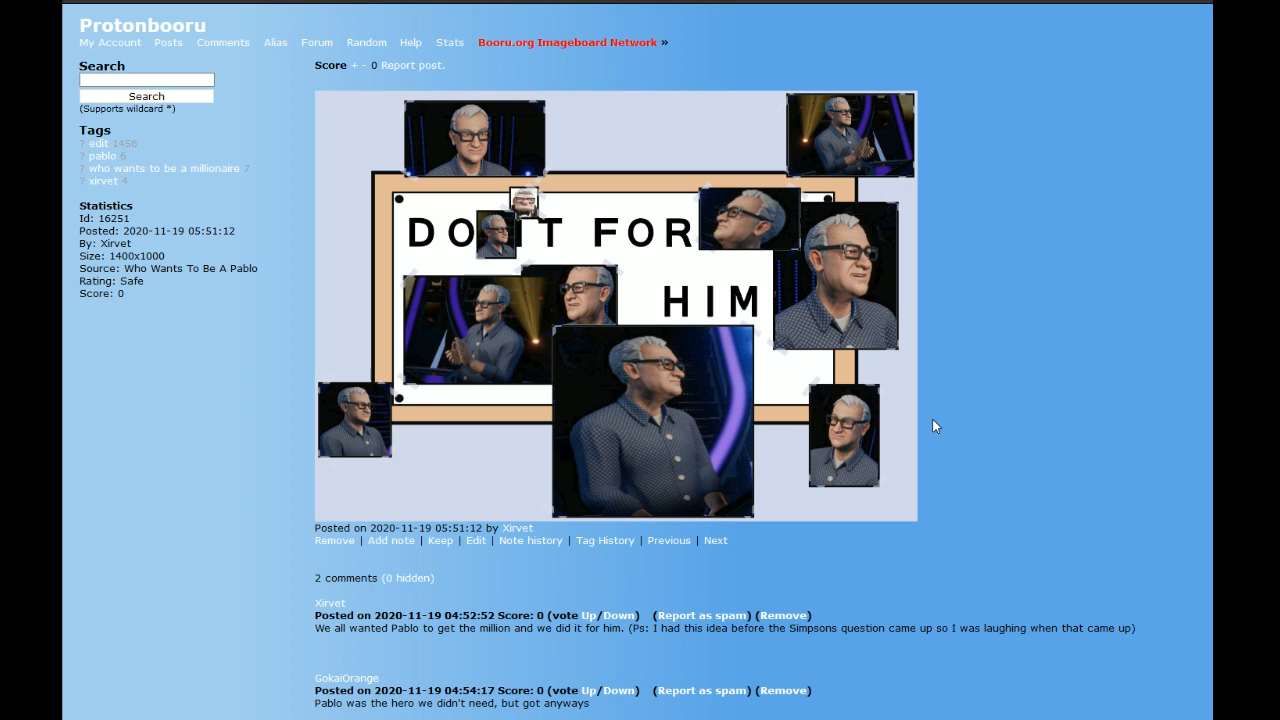 Protonbooru
My Account Posts Comments Alias Forum Random Help Stats Booru.org Imageboard Network »
Search
Search
(Supports wildcard *)
Tags
? edit 1456
? pablo 6
? who wants to be a millionaire 7
? xirvet 4
Statistics
Id: 16251
Posted: 2020-11-19 05:51:12
By: Xirvet
Size: 1400x1000
Source: Who Wants To Be A Pablo
Rating: Safe
Score: 0
Score + - 0 Report post.
DO IT FOR
HIM
Posted on 2020-11-19 05:51:12 by Xirvet
Remove | Add note | Keep | Edit | Note history | Tag History | Previous | Next
2 comments (0 hidden)
Xirvet
Posted on 2020-11-19 04:52:52 Score: 0 (vote Up/Down) (Report as spam) (Remove)
We all wanted Pablo to get the million and we did it for him. (Ps: I had this idea before the Simpsons question came up so I was laughing when that came up)
GokaiOrange
Posted on 2020-11-19 04:54:17 Score: 0 (vote Up/Down) (Report as spam) (Remove)
Pablo was the hero we didn't need, but got anyways